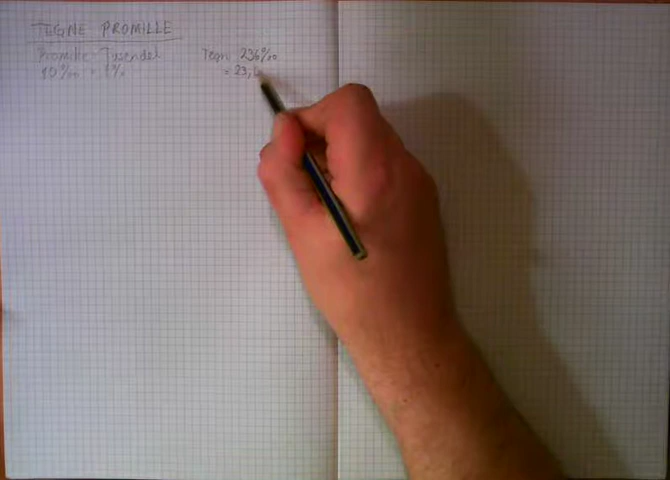 TEGNE PROMILLE
Promille - Tusendel
10‰ = 1%
Tegn 236‰
= 23,6